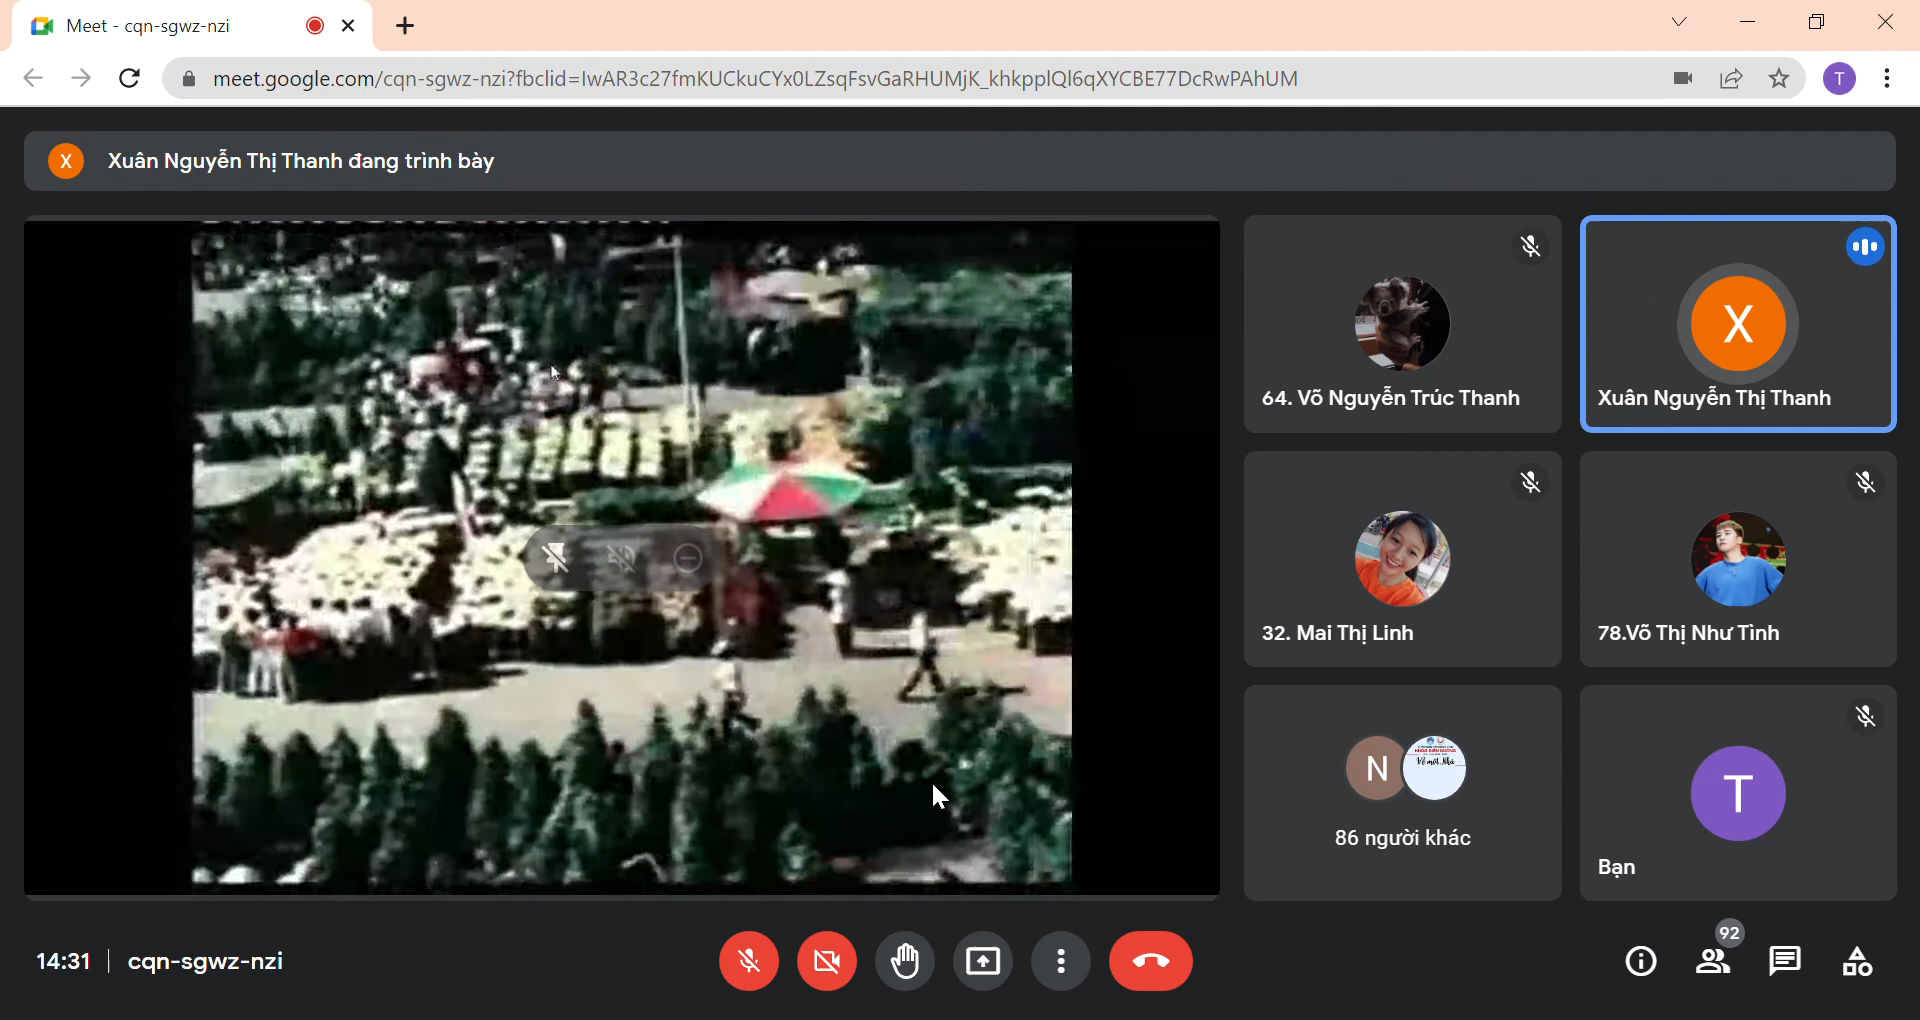 Meet - cqn-sgwz-nzi
meet.google.com/cqn-sgwz-nzi?fbclid=IwAR3c27fmKUCkuCYx0LZsqFsvGaRHUMjK_khkpplQl6qXYCBE77DcRwPAhUM
T
X
Xuân Nguyễn Thị Thanh đang trình bày
64. Võ Nguyễn Trúc Thanh
X
Xuân Nguyễn Thị Thanh
32. Mai Thị Linh
78.Võ Thị Như Tình
N
86 người khác
T
Bạn
14:31
cqn-sgwz-nzi
92